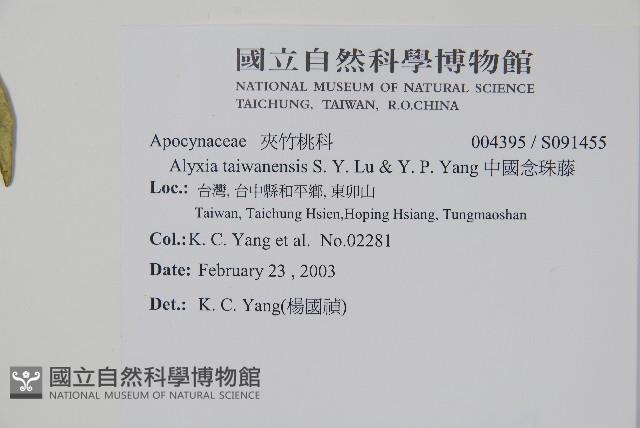 國立自然科學博物館
NATIONAL MUSEUM OF NATURAL SCIENCE
TAICHUNG, TAIWAN, R.O.CHINA
Apocynaceae 夾竹桃科 004395 / S091455
Alyxia taiwanensis S. Y. Lu & Y. P. Yang 中國念珠藤
Loc.: 台灣, 台中縣和平鄉, 東卯山
Taiwan, Taichung Hsien,Hoping Hsiang, Tungmaoshan
Col.: K. C. Yang et al. No.02281
Date: February 23 , 2003
Det.: K. C. Yang(楊國禎)
國立自然科學博物館
NATIONAL MUSEUM OF NATURAL SCIENCE